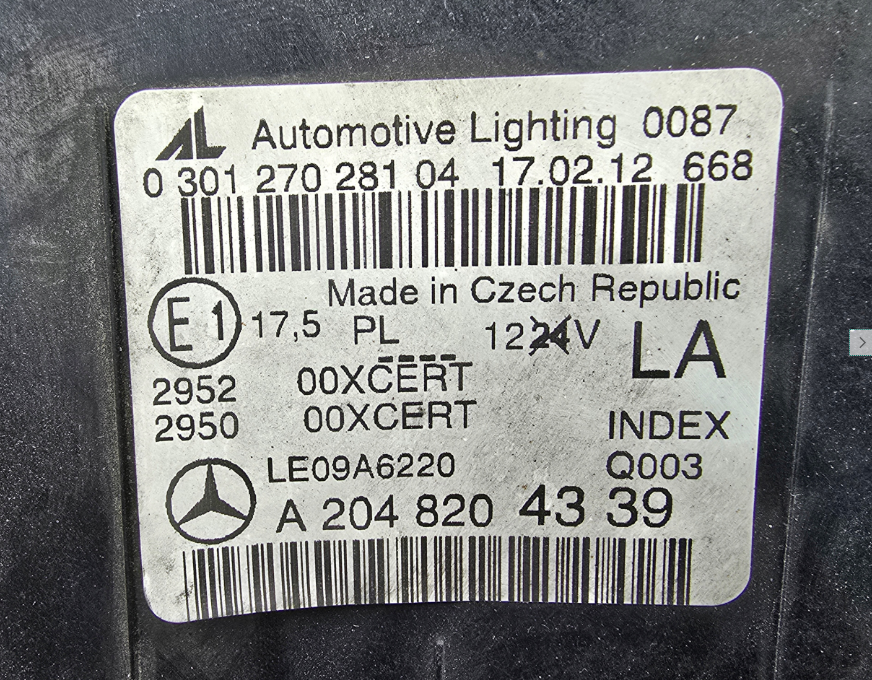 AL Automotive Lighting 0087
0 301 270 281 04 17.02.12 668
Made in Czech Republic
E1 17,5 PL 12 24V LA
2952 00XCERT
2950 00XCERT INDEX
LE09A6220 Q003
A 204 820 43 39